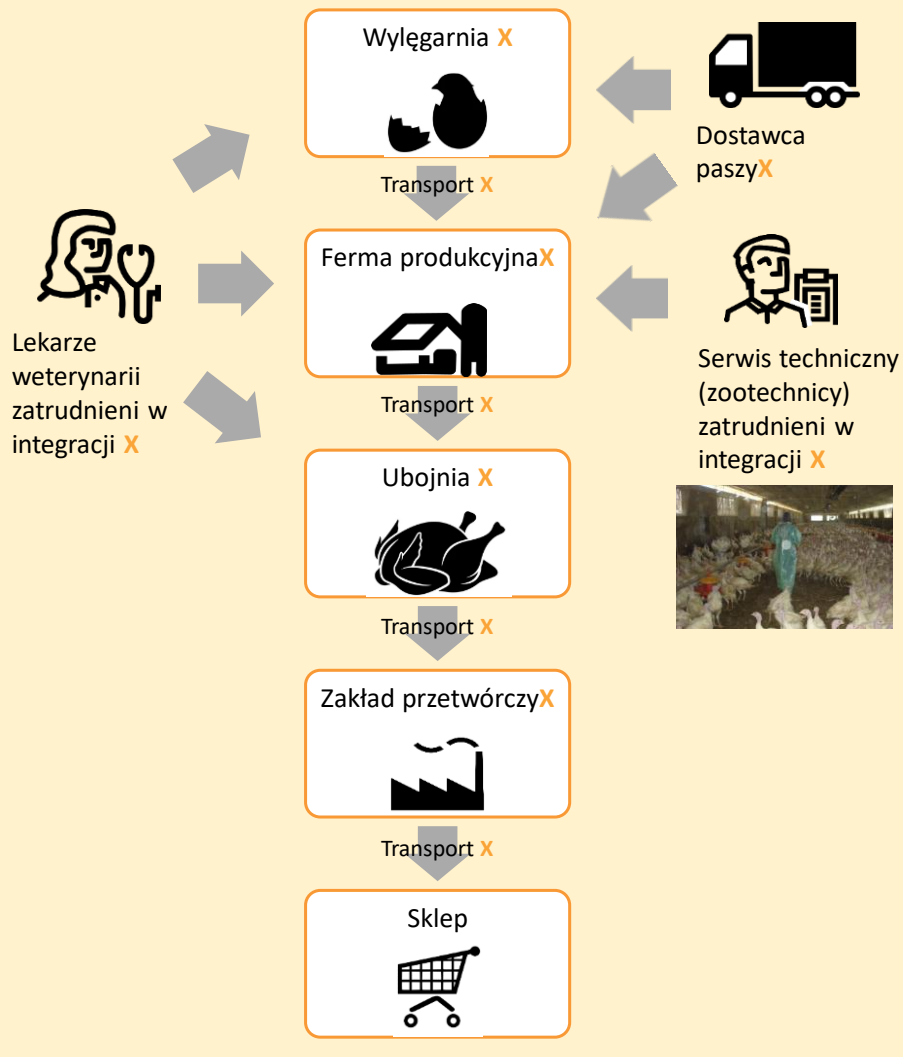 Wylęgarnia X
Dostawca
paszyX
Transport X
Ferma produkcyjnaX
Lekarze
weterynarii
zatrudnieni w
integracji X
Serwis techniczny
(zootechnicy)
zatrudnieni w
integracji X
Transport X
Ubojnia X
Transport X
Zakład przetwórczyX
Transport X
Sklep